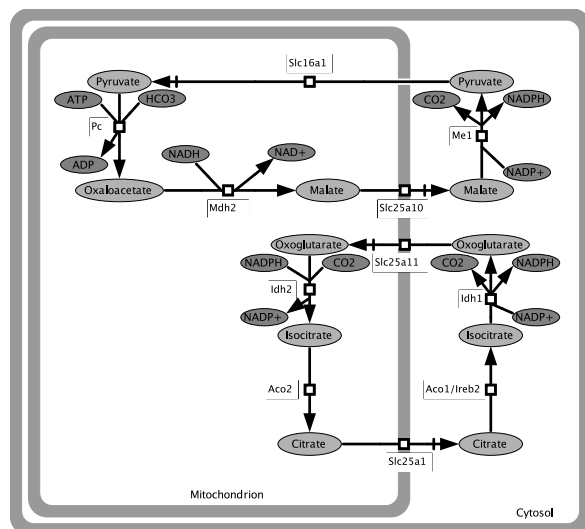 Slc16a1
Pyruvate
Pyruvate
ATP
HCO3
CO2
NADPH
Pc
Me1
ADP
NADH
NAD+
NADP+
Oxaloacetate
Malate
Malate
Mdh2
Slc25a10
Oxoglutarate
Oxoglutarate
NADPH
CO2
Slc25a11
CO2
NADPH
Idh2
Idh1
NADP+
NADP+
Isocitrate
Isocitrate
Aco2
Aco1/Ireb2
Citrate
Citrate
Slc25a1
Mitochondrion
Cytosol